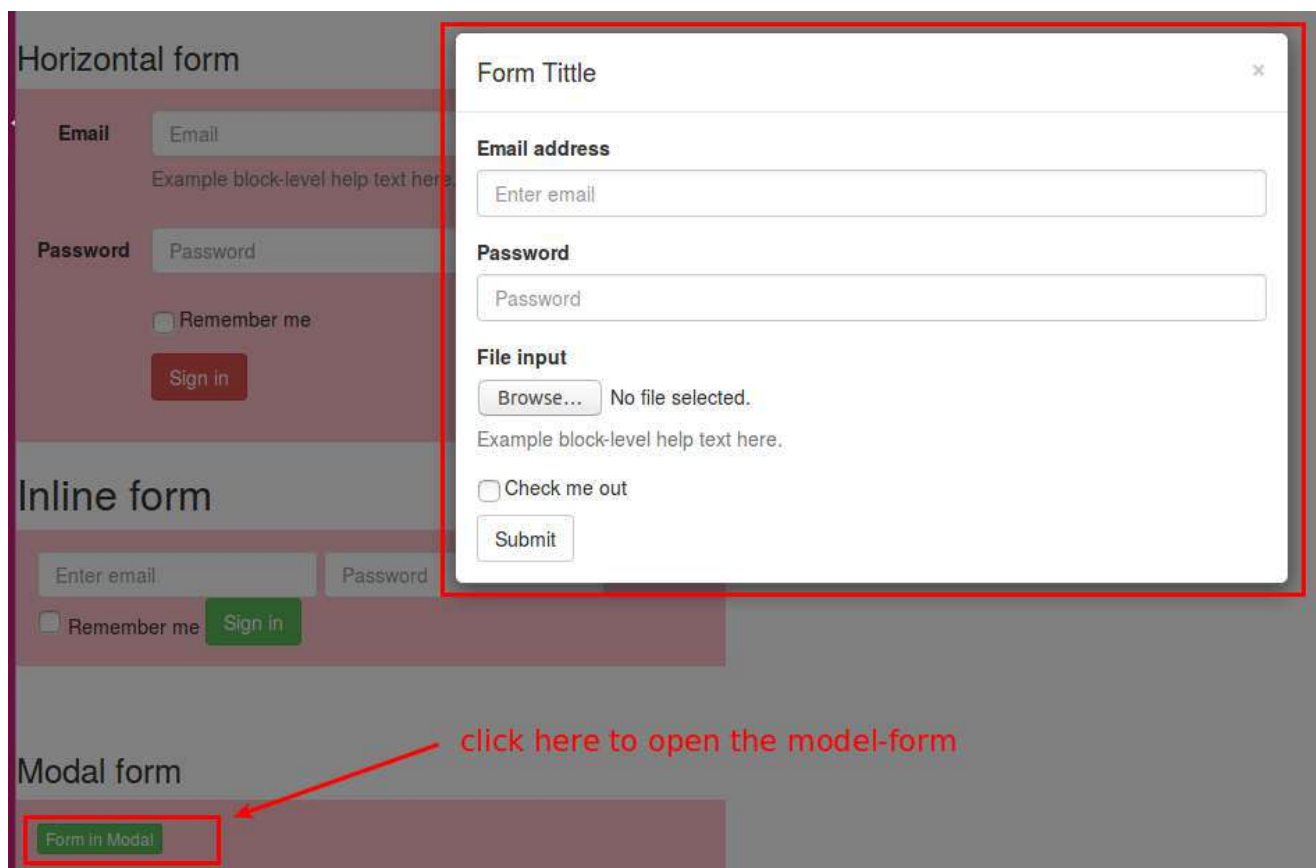 Horizontal form
Email
Email
Example block-level help text here.
Password
Password
Remember me
Sign in
Inline form
Enter email
Password
Remember me
Sign in
Modal form
Form in Modal
Form Tittle
×
Email address
Enter email
Password
Password
File input
Browse... No file selected.
Example block-level help text here.
Check me out
Submit
click here to open the model-form